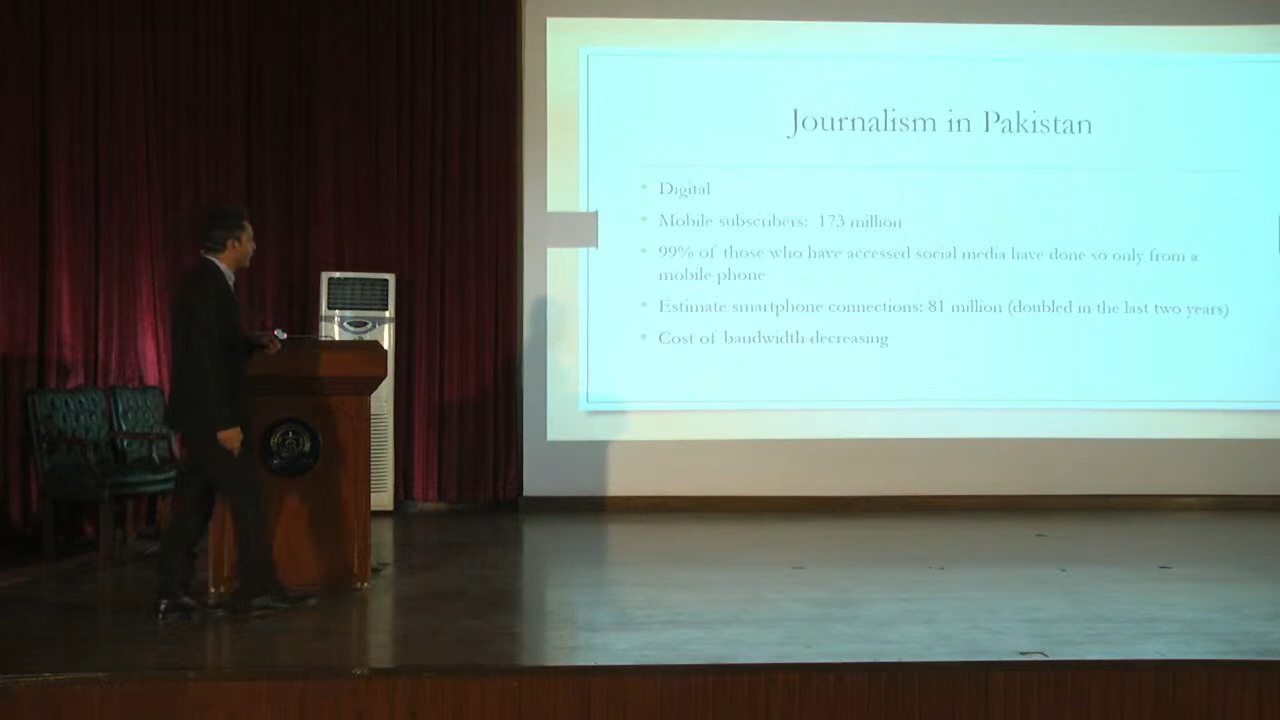 Journalism in Pakistan
Digital
Mobile subscribers: 173 million
99% of those who have accessed social media have done so only from a
mobile phone
Estimate smartphone connections: 81 million (doubled in the last two years)
Cost of bandwidth decreasing